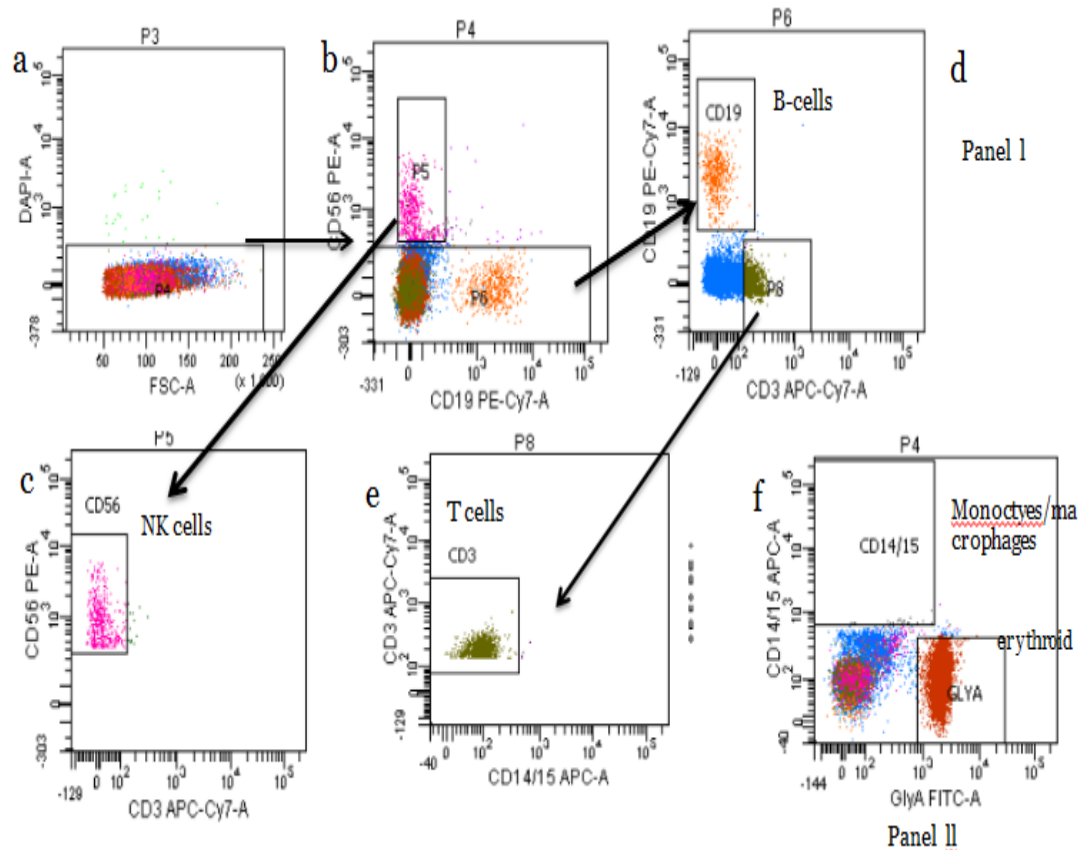 a
P3
DAPI-A
10^5
10^4
10^3
0
-378
P4
50 100 150 200 250
(x 1,000)
FSC-A
b
P4
CD56 PE-A
10^5
10^4
10^3
0
-303
P5
P6
-331
0 10^3 10^4 10^5
CD19 PE-Cy7-A
P6
CD19 PE-Cy7-A
10^5
10^4
10^3
0
-331
CD19
B-cells
P8
-129
0 10^2 10^3 10^4 10^5
CD3 APC-Cy7-A
d
Panel l
c
P5
CD56 PE-A
10^5
10^4
10^3
0
-303
CD56
NK cells
-129
0 10^2 10^3 10^4 10^5
CD3 APC-Cy7-A
e
P8
CD3 APC-Cy7-A
10^5
10^4
10^3
10^2
0
-129
T cells
CD3
-40
10^2 10^3 10^4 10^5
CD14/15 APC-A
f
P4
CD14/15 APC-A
10^5
10^4
10^3
10^2
-40
CD14/15
Monoctyes/ma
crophages
erythroid
GLYA
-144
0 10^2 10^3 10^4 10^5
GlyA FITC-A
Panel ll